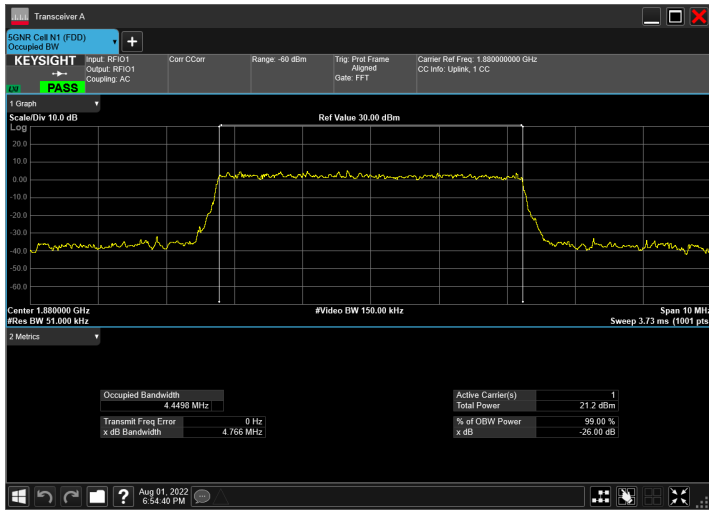 Transceiver A
5GNR Cell N1 (FDD)
Occupied BW
+
KEYSIGHT
LXI
PASS
Input: RFIO1
Output: RFIO1
Coupling: AC
Corr CCorr
Range: -60 dBm
Trig: Prot Frame
Aligned
Gate: FFT
Carrier Ref Freq: 1.880000000 GHz
CC Info: Uplink, 1 CC
1 Graph
Scale/Div 10.0 dB
Ref Value 30.00 dBm
Log
20.0
10.0
0.00
-10.0
-20.0
-30.0
-40.0
-50.0
-60.0
Center 1.880000 GHz
#Video BW 150.00 kHz
Span 10 MHz
#Res BW 51.000 kHz
Sweep 3.73 ms (1001 pts
2 Metrics
Occupied Bandwidth
4.4498 MHz
Transmit Freq Error 0 Hz
x dB Bandwidth 4.766 MHz
Active Carrier(s) 1
Total Power 21.2 dBm
% of OBW Power 99.00 %
x dB -26.00 dB
?
Aug 01, 2022
6:54:40 PM